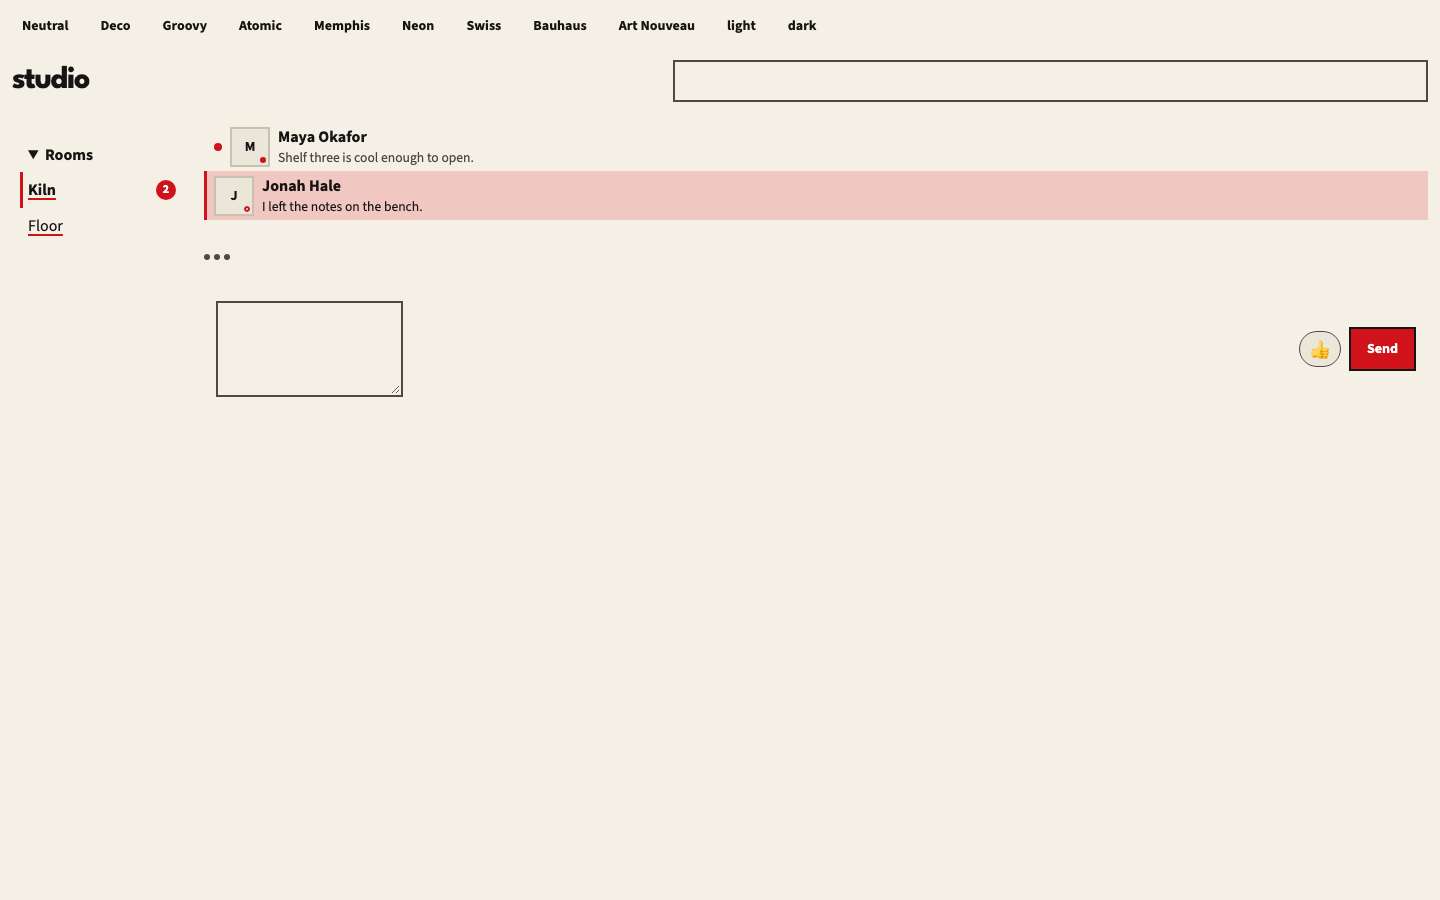 Neutral Deco Groovy Atomic Memphis Neon Swiss Bauhaus Art Nouveau light dark
studio
Rooms
Kiln 2
Floor
M Maya Okafor
Shelf three is cool enough to open.
J Jonah Hale
I left the notes on the bench.
👍 Send